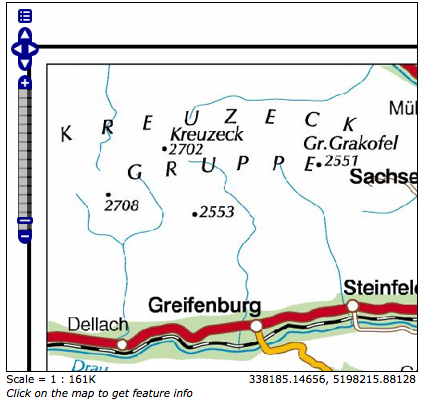 Mül
K R E U Z E C K
Kreuzeck
2702
Gr.Grakofel
2551
G R U P P E
Sachse
2708
2553
Steinfel
Greifenburg
Dellach
Drau
G
Scale = 1 : 161K
338185.14656, 5198215.88128
Click on the map to get feature info